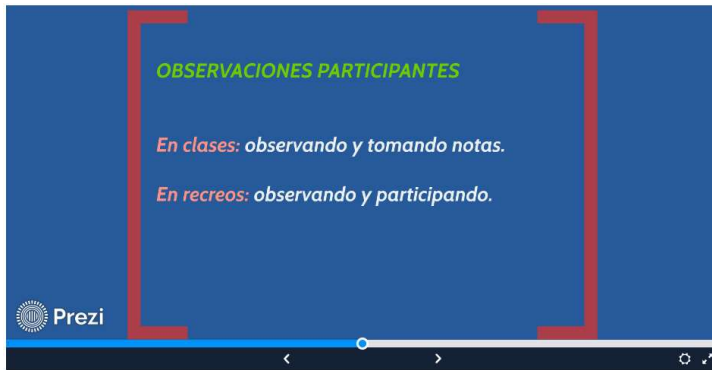 OBSERVACIONES PARTICIPANTES
En clases: observando y tomando notas.
En recreos: observando y participando.
Prezi